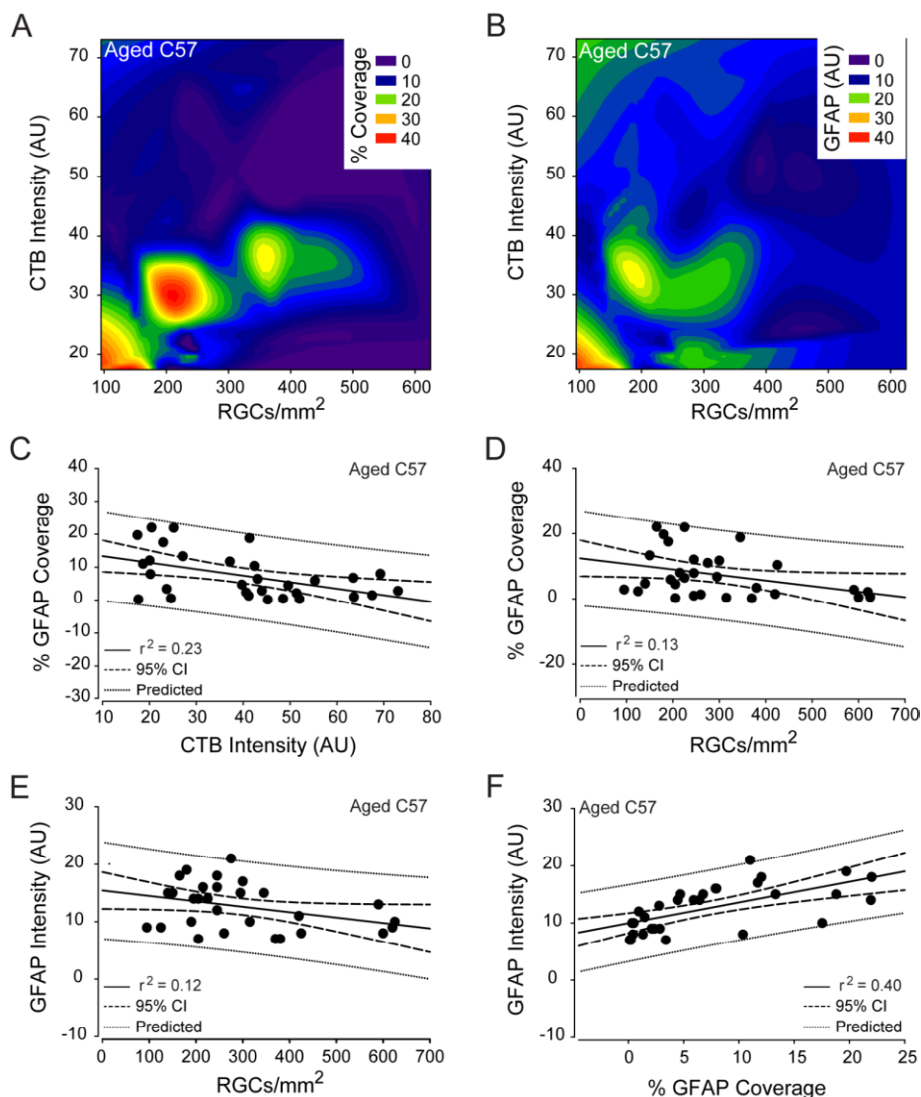 A
Aged C57
% Coverage
0
10
20
30
40
CTB Intensity (AU)
70
60
50
40
30
20
100 200 300 400 500 600
RGCs/mm²
B
Aged C57
GFAP (AU)
0
10
20
30
40
CTB Intensity (AU)
70
60
50
40
30
20
100 200 300 400 500 600
RGCs/mm²
C
Aged C57
% GFAP Coverage
40
30
20
10
0
-10
-20
-30
r² = 0.23
95% CI
Predicted
10 20 30 40 50 60 70 80
CTB Intensity (AU)
D
Aged C57
% GFAP Coverage
40
20
0
-20
r² = 0.13
95% CI
Predicted
0 100 200 300 400 500 600 700
RGCs/mm²
E
Aged C57
GFAP Intensity (AU)
30
20
10
0
-10
r² = 0.12
95% CI
Predicted
0 100 200 300 400 500 600 700
RGCs/mm²
F
Aged C57
GFAP Intensity (AU)
30
20
10
0
-10
r² = 0.40
95% CI
Predicted
0 5 10 15 20 25
% GFAP Coverage